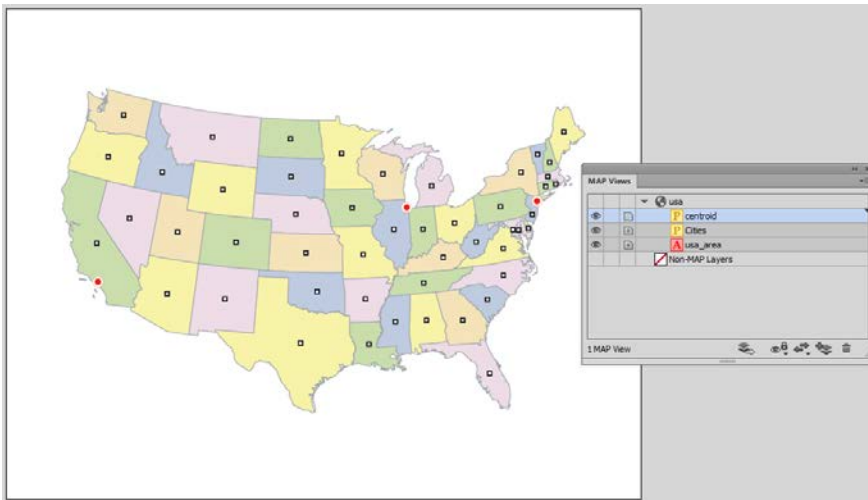 MAP Views
usa
P centroid
P Cities
A usa_area
Non-MAP Layers
1 MAP View